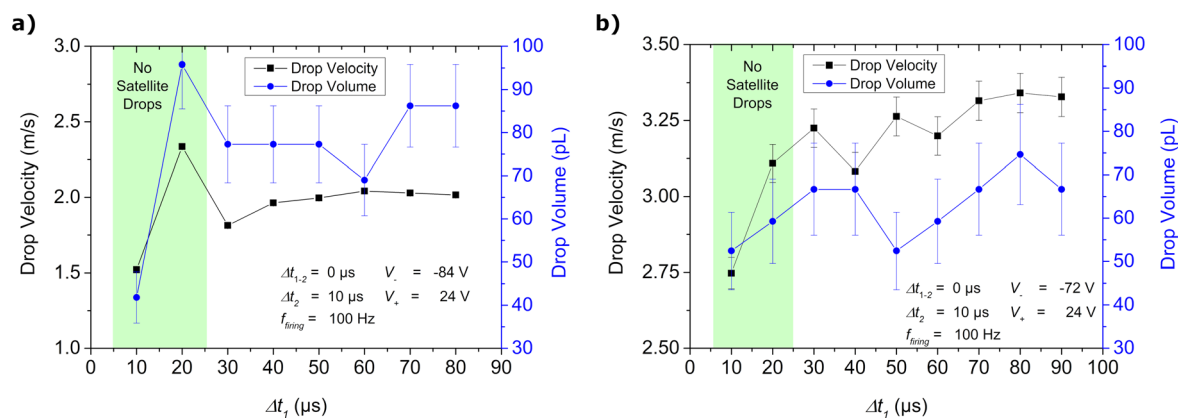 a)
3.0
2.5
2.0
1.5
1.0
Drop Velocity (m/s)
No
Satellite
Drops
Drop Velocity
Drop Volume
Δt1-2 = 0 µs V- = -84 V
Δt2 = 10 µs V+ = 24 V
ffiring = 100 Hz
100
90
80
70
60
50
40
30
Drop Volume (pL)
0 10 20 30 40 50 60 70 80 90
Δt1 (µs)
b)
3.50
3.25
3.00
2.75
2.50
Drop Velocity (m/s)
No
Satellite
Drops
Drop Velocity
Drop Volume
Δt1-2 = 0 µs V- = -72 V
Δt2 = 10 µs V+ = 24 V
ffiring = 100 Hz
100
90
80
70
60
50
40
30
Drop Volume (pL)
0 10 20 30 40 50 60 70 80 90 100
Δt1 (µs)